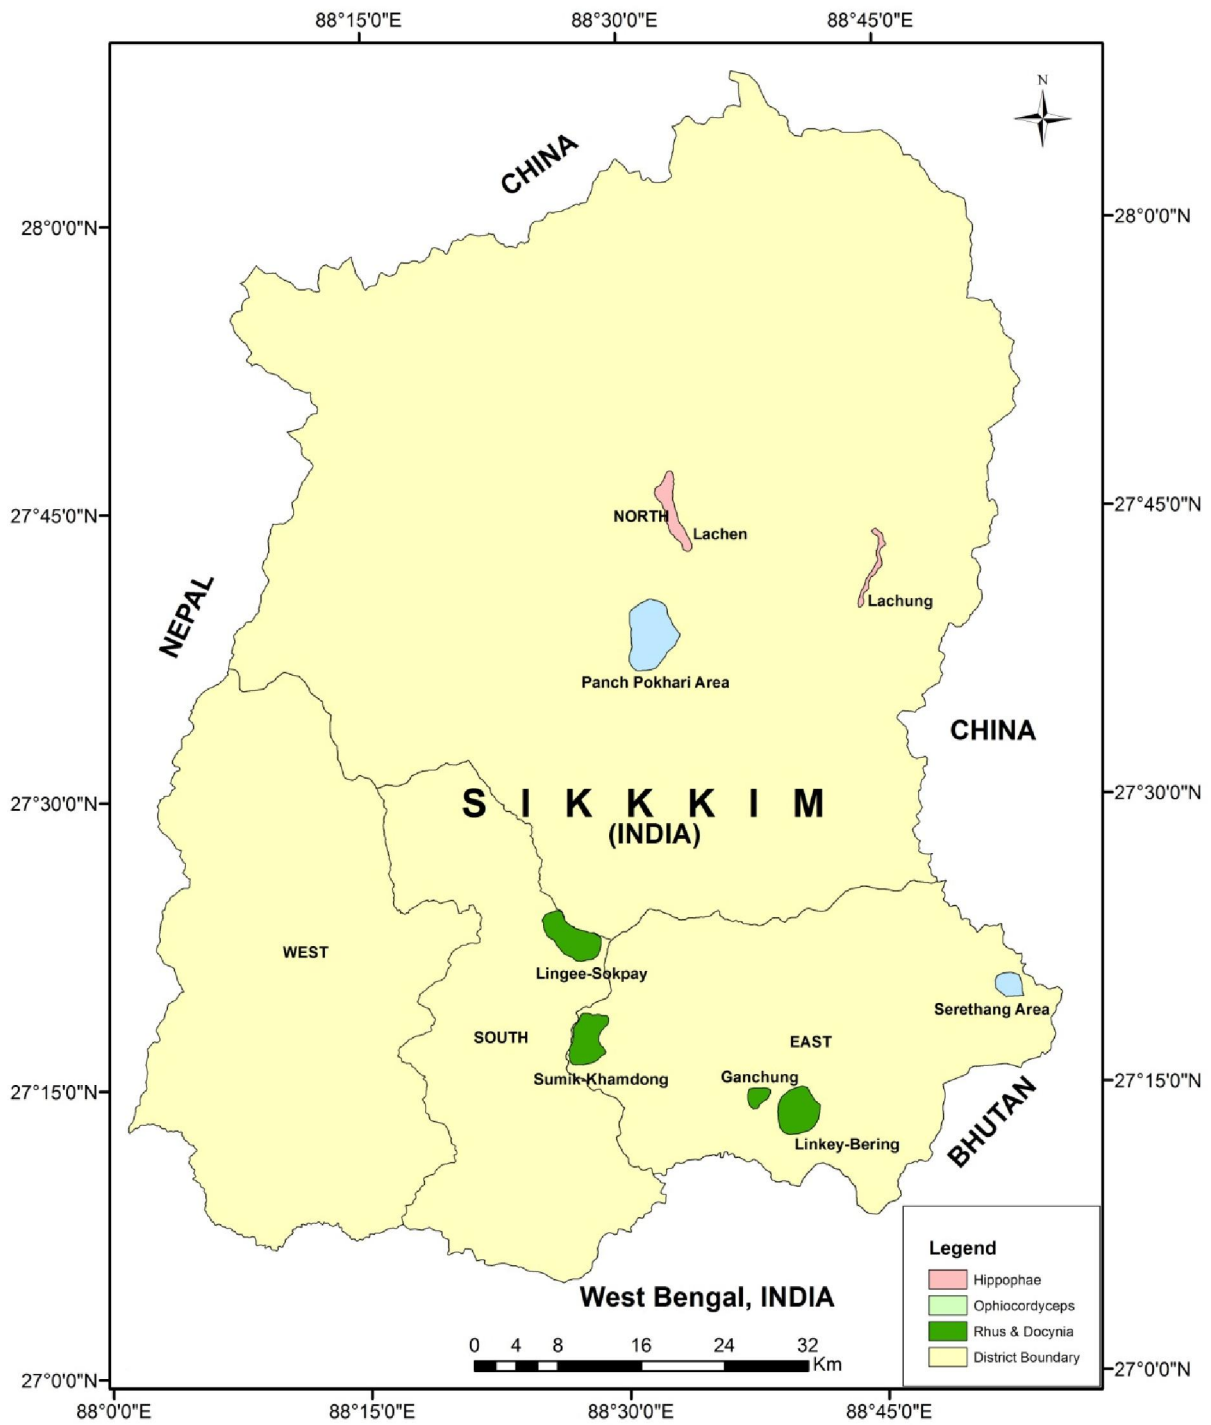 88°15'0"E 88°30'0"E 88°45'0"E
N
CHINA
28°0'0"N 28°0'0"N
27°45'0"N NORTH 27°45'0"N
Lachen
Lachung
NEPAL
Panch Pokhari Area
CHINA
27°30'0"N S I K K K I M 27°30'0"N
(INDIA)
WEST
Lingee-Sokpay
Serethang Area
SOUTH EAST
Sumik-Khamdong Ganchung
27°15'0"N 27°15'0"N
BHUTAN
Linkey-Bering
Legend
Hippophae
Ophiocordyceps
Rhus & Docynia
District Boundary
West Bengal, INDIA
0 4 8 16 24 32
Km
27°0'0"N 27°0'0"N
88°0'0"E 88°15'0"E 88°30'0"E 88°45'0"E